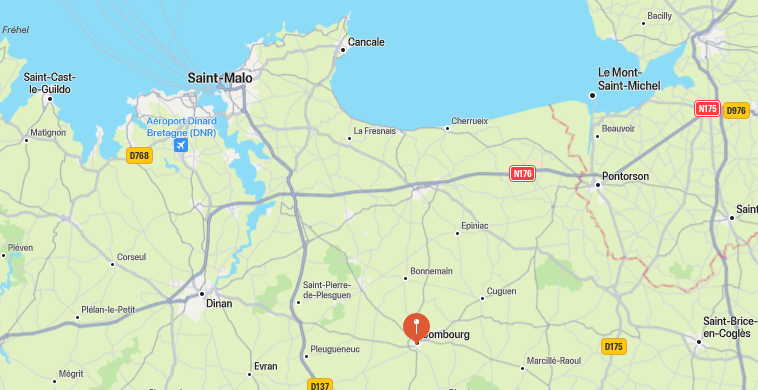 Fréhel
Bacilly
Cancale
Saint-Malo
Saint-Cast-
le-Guildo
Le Mont-
Saint-Michel
N175
D976
Aéroport Dinard
Bretagne (DNR)
Cherrueix
La Fresnais
Beauvoir
Matignon
D768
N176
Pontorson
Saint
Epiniac
Pléven
Corseul
Bonnemain
Saint-Pierre-
de-Plesguen
Cuguen
Dinan
Plélan-le-Petit
Combourg
Saint-Brice-
en-Coglès
D175
Pleugueneuc
Marcillé-Raoul
Evran
Mégrit
D137